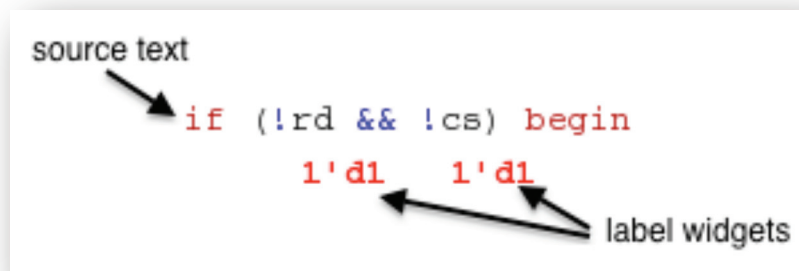 source text
if (!rd && !cs) begin
1'd1 1'd1
label widgets